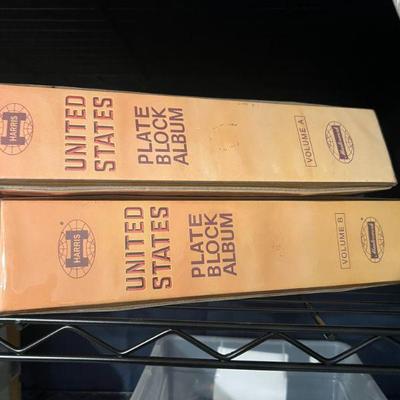 HARRIS
UNITED
STATES
PLATE
BLOCK
ALBUM
VOLUME A
HARRIS
UNITED
STATES
PLATE
BLOCK
ALBUM
VOLUME B